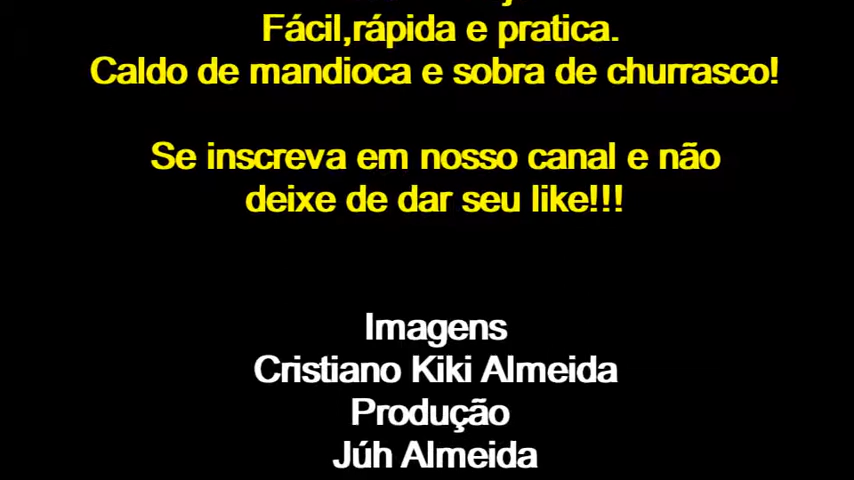 Fácil,rápida e pratica.
Caldo de mandioca e sobra de churrasco!
Se inscreva em nosso canal e não
deixe de dar seu like!!!
Imagens
Cristiano Kiki Almeida
Produção
Júh Almeida